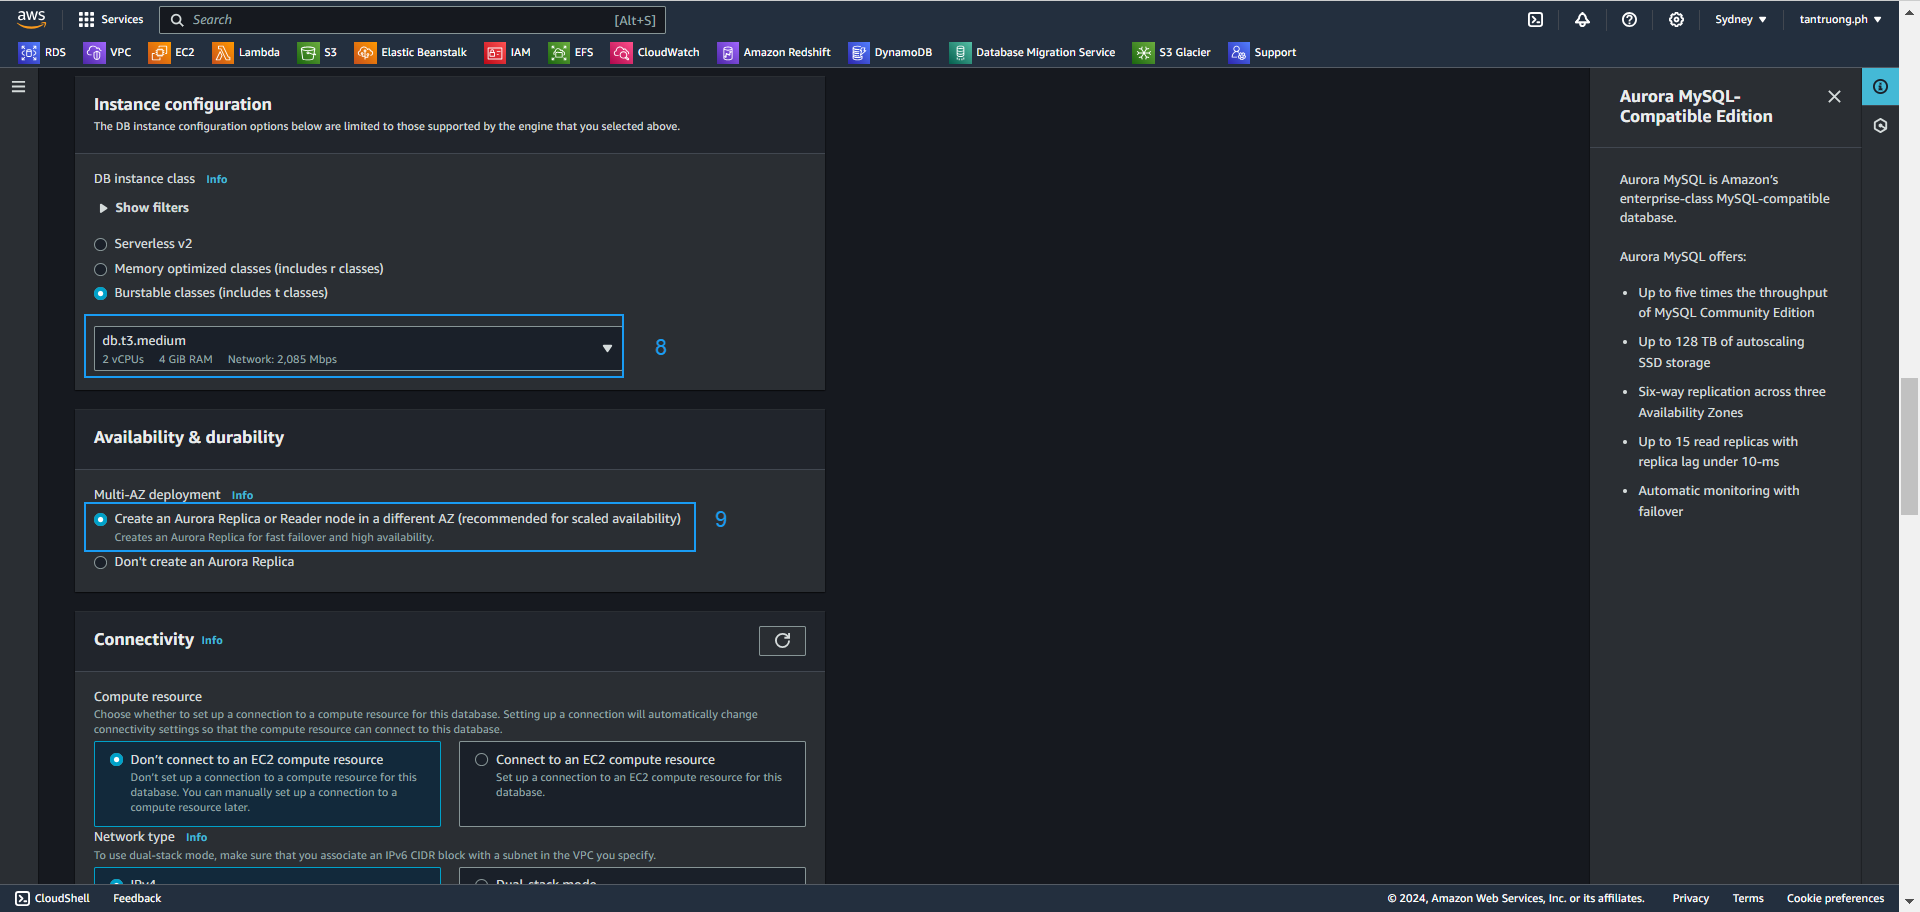 aws
Services
Search
[Alt+S]
Sydney
tantruong.ph
RDS
VPC
EC2
Lambda
S3
Elastic Beanstalk
IAM
EFS
CloudWatch
Amazon Redshift
DynamoDB
Database Migration Service
S3 Glacier
Support
Instance configuration
The DB instance configuration options below are limited to those supported by the engine that you selected above.
DB instance class Info
Show filters
Serverless v2
Memory optimized classes (includes r classes)
Burstable classes (includes t classes)
db.t3.medium
2 vCPUs 4 GiB RAM Network: 2,085 Mbps
8
Availability & durability
Multi-AZ deployment Info
Create an Aurora Replica or Reader node in a different AZ (recommended for scaled availability)
Creates an Aurora Replica for fast failover and high availability.
9
Don't create an Aurora Replica
Connectivity Info
Compute resource
Choose whether to set up a connection to a compute resource for this database. Setting up a connection will automatically change
connectivity settings so that the compute resource can connect to this database.
Don't connect to an EC2 compute resource
Don't set up a connection to a compute resource for this
database. You can manually set up a connection to a
compute resource later.
Connect to an EC2 compute resource
Set up a connection to an EC2 compute resource for this
database.
Network type Info
To use dual-stack mode, make sure that you associate an IPv6 CIDR block with a subnet in the VPC you specify.
IPv4
Dual-stack mode
Aurora MySQL-
Compatible Edition
Aurora MySQL is Amazon's
enterprise-class MySQL-compatible
database.
Aurora MySQL offers:
• Up to five times the throughput
of MySQL Community Edition
• Up to 128 TB of autoscaling
SSD storage
• Six-way replication across three
Availability Zones
• Up to 15 read replicas with
replica lag under 10-ms
• Automatic monitoring with
failover
CloudShell
Feedback
© 2024, Amazon Web Services, Inc. or its affiliates.
Privacy
Terms
Cookie preferences